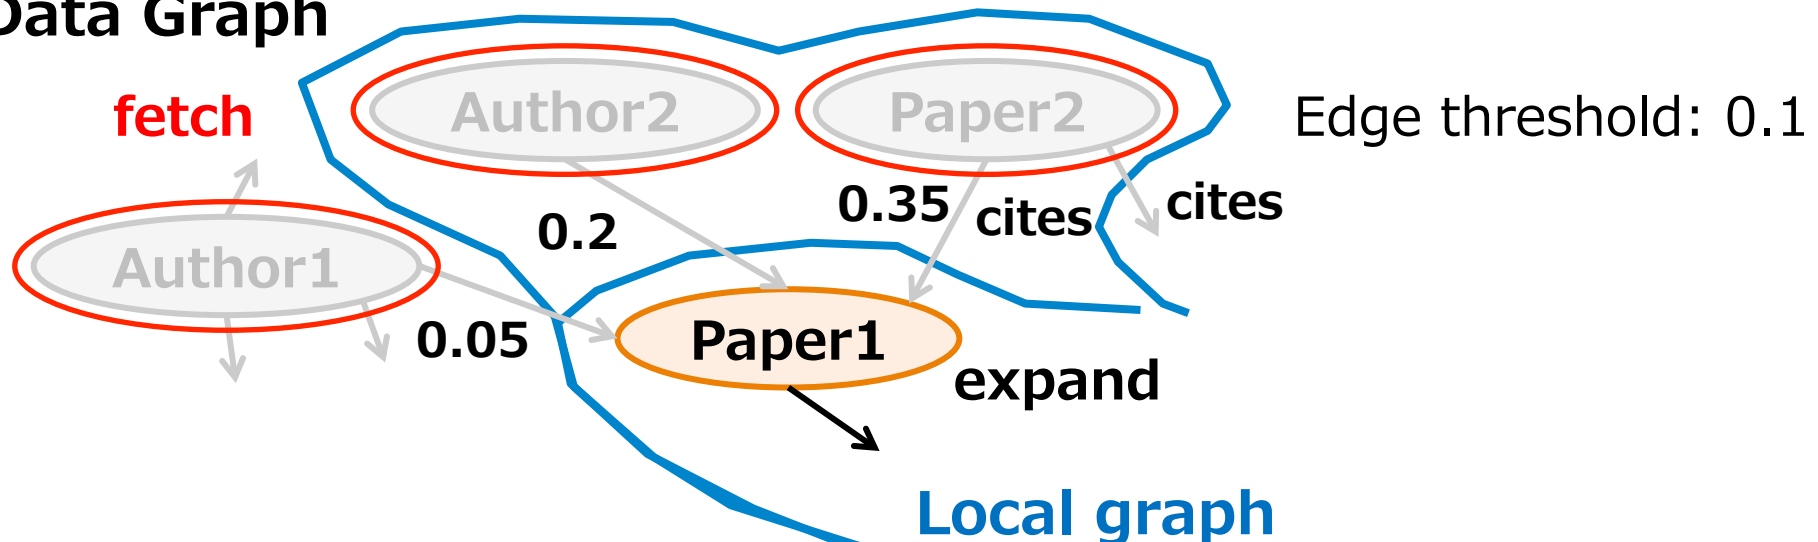 Data Graph
fetch
Author2
Paper2
Edge threshold: 0.1
0.35
cites
cites
0.2
Author1
0.05
Paper1
expand
Local graph